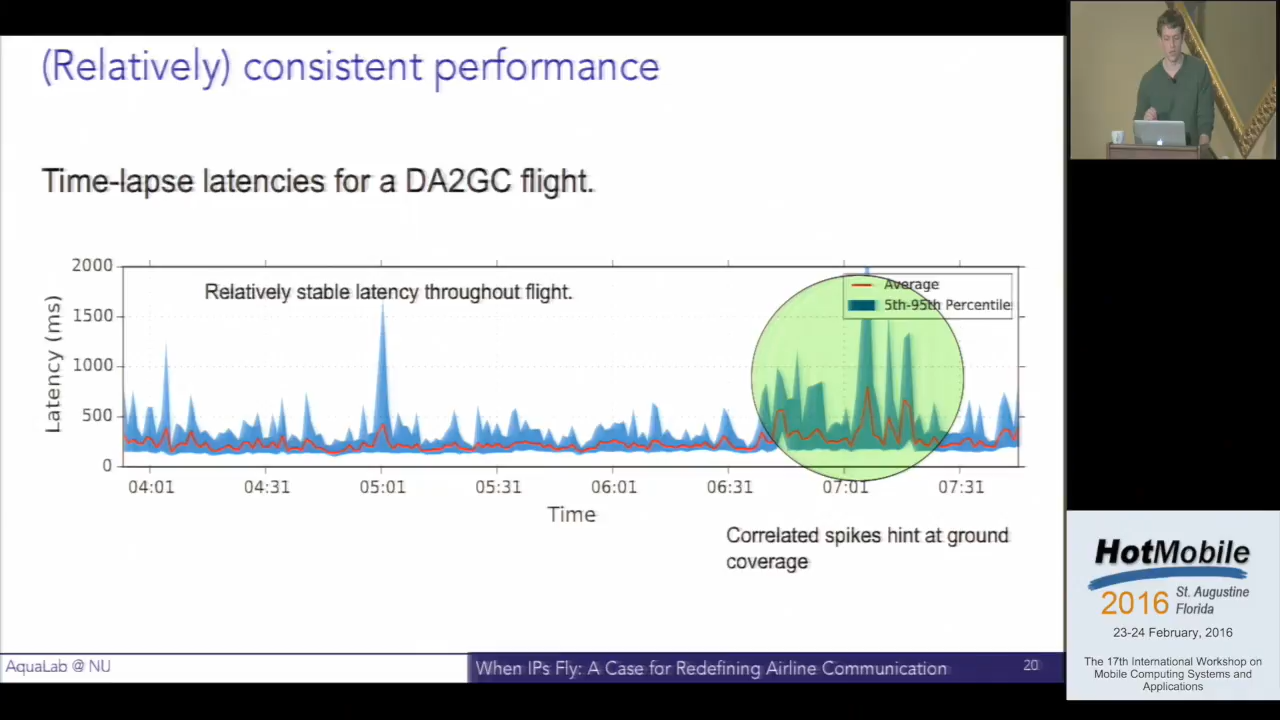 (Relatively) consistent performance
Time-lapse latencies for a DA2GC flight.
2000
1500
1000
500
0
Latency (ms)
Relatively stable latency throughout flight.
Average
5th-95th Percentile
04:01 04:31 05:01 05:31 06:01 06:31 07:01 07:31
Time
Correlated spikes hint at ground
coverage
AquaLab @ NU
When IPs Fly: A Case for Redefining Airline Communication
20
HotMobile
2016
St. Augustine
Florida
23-24 February, 2016
The 17th International Workshop on
Mobile Computing Systems and
Applications